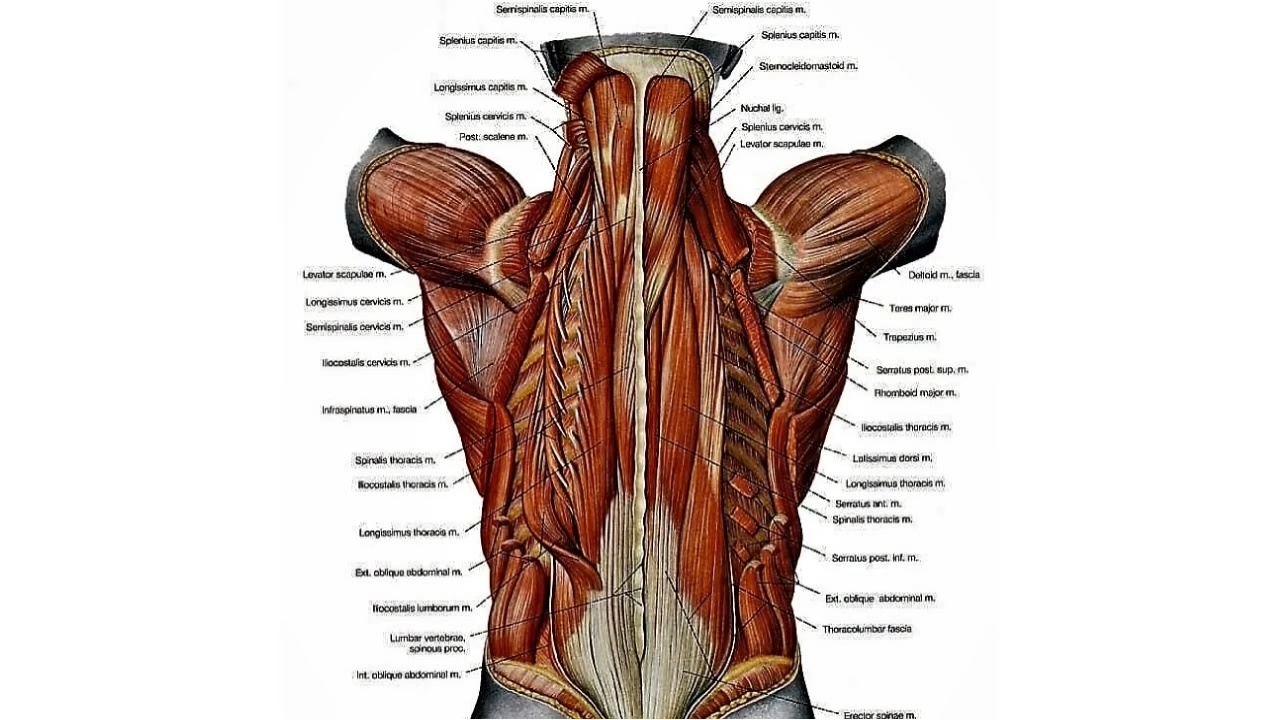 Semispinalis capitis m.
Splenius capitis m.
Longissimus capitis m.
Splenius cervicis m.
Post. scalene m.
Levator scapulae m.
Longissimus cervicis m.
Semispinalis cervicis m.
Iliocostalis cervicis m.
Infraspinatus m., fascia
Spinalis thoracis m.
Iliocostalis thoracis m.
Longissimus thoracis m.
Ext. oblique abdominal m.
Iliocostalis lumborum m.
Lumbar vertebrae,
spinous proc.
Int. oblique abdominal m.
Semispinalis capitis m.
Splenius capitis m.
Sternocleidomastoid m.
Nuchal lig.
Splenius cervicis m.
Levator scapulae m.
Deltoid m., fascia
Teres major m.
Trapezius m.
Serratus post. sup. m.
Rhomboid major m.
Iliocostalis thoracis m.
Latissimus dorsi m.
Longissimus thoracis m.
Serratus ant. m.
Spinalis thoracis m.
Serratus post. inf. m.
Ext. oblique abdominal m.
Thoracolumbar fascia
Erector spinae m.